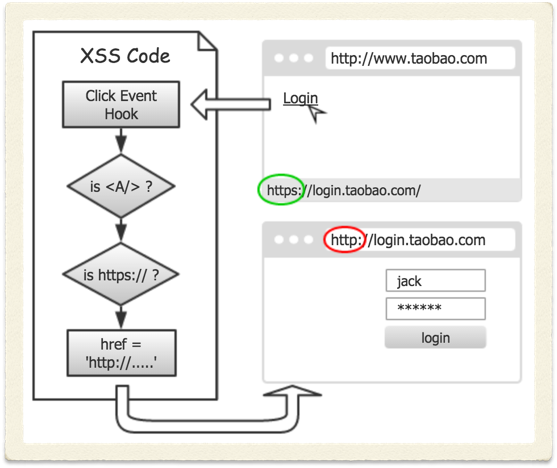 XSS Code
Click Event
Hook
is <A/> ?
is https:// ?
href =
'http://.....'
http://www.taobao.com
Login
https://login.taobao.com/
http://login.taobao.com
jack
******
login